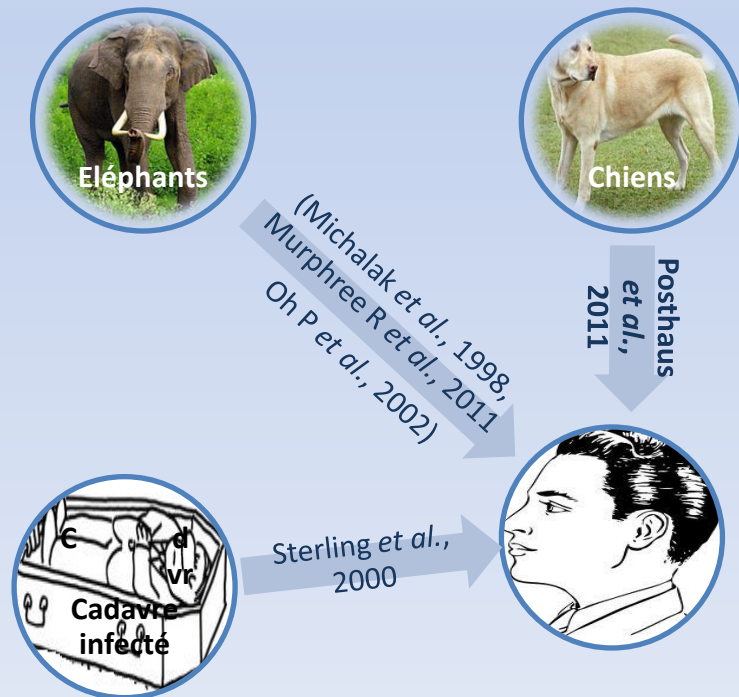 Eléphants
Chiens
(Michalak et al., 1998,
Murphree R et al., 2011
Oh P et al., 2002)
Posthaus
et al.,
2011
C d
vr
Cadavre
infecté
Sterling et al.,
2000